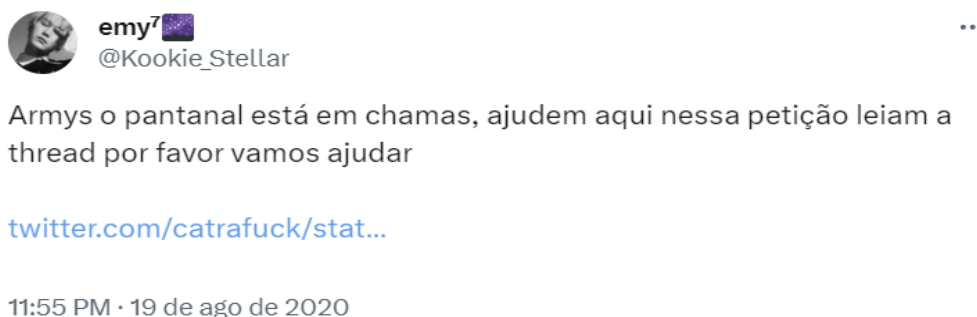 emy⁷
@Kookie_Stellar
Armys o pantanal está em chamas, ajudem aqui nessa petição leiam a
thread por favor vamos ajudar
twitter.com/catrafuck/stat...
11:55 PM · 19 de ago de 2020